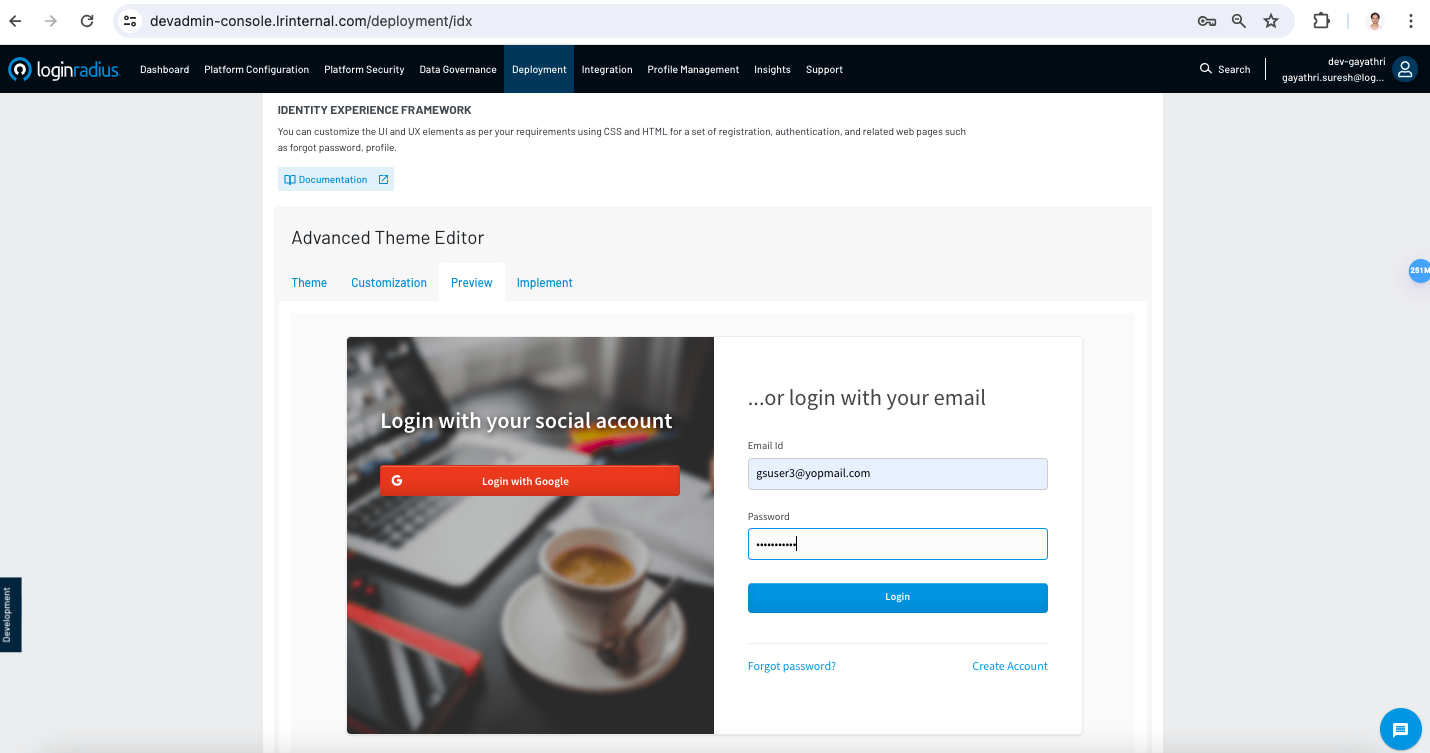 devadmin-console.lrinternal.com/deployment/idx
loginradius
Dashboard
Platform Configuration
Platform Security
Data Governance
Deployment
Integration
Profile Management
Insights
Support
Search
dev-gayathri
gayathri.suresh@log...
IDENTITY EXPERIENCE FRAMEWORK
You can customize the UI and UX elements as per your requirements using CSS and HTML for a set of registration, authentication, and related web pages such
as forgot password, profile.
Documentation
Advanced Theme Editor
Theme
Customization
Preview
Implement
251M
Login with your social account
G
Login with Google
...or login with your email
Email Id
gsuser3@yopmail.com
Password
•••••••••••
Login
Forgot password?
Create Account
Development